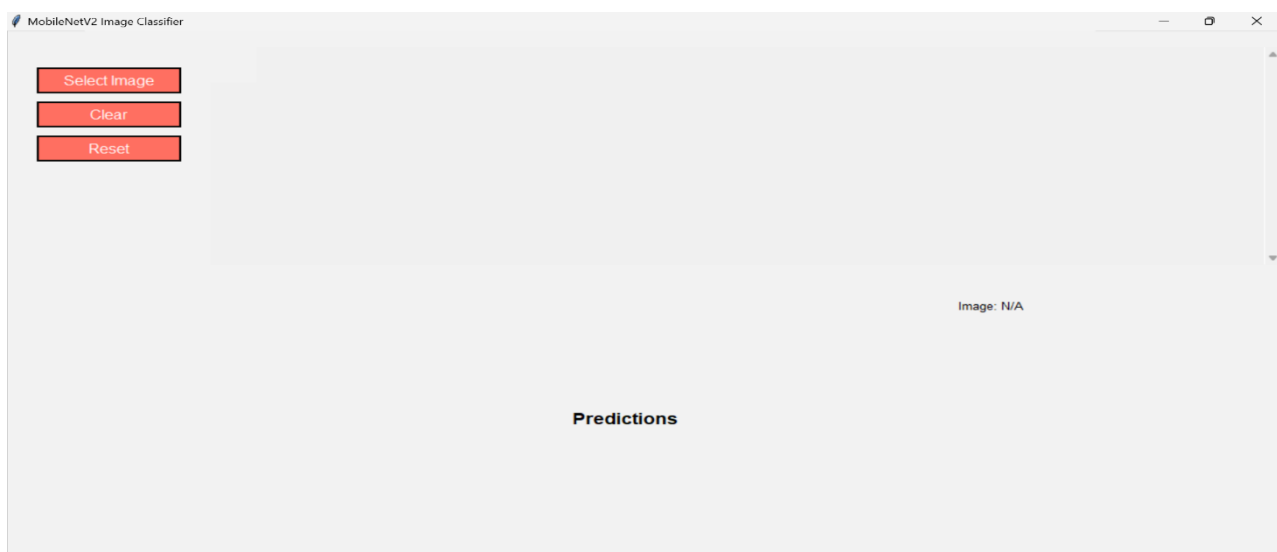 MobileNetV2 Image Classifier
Select Image
Clear
Reset
Image: N/A
Predictions